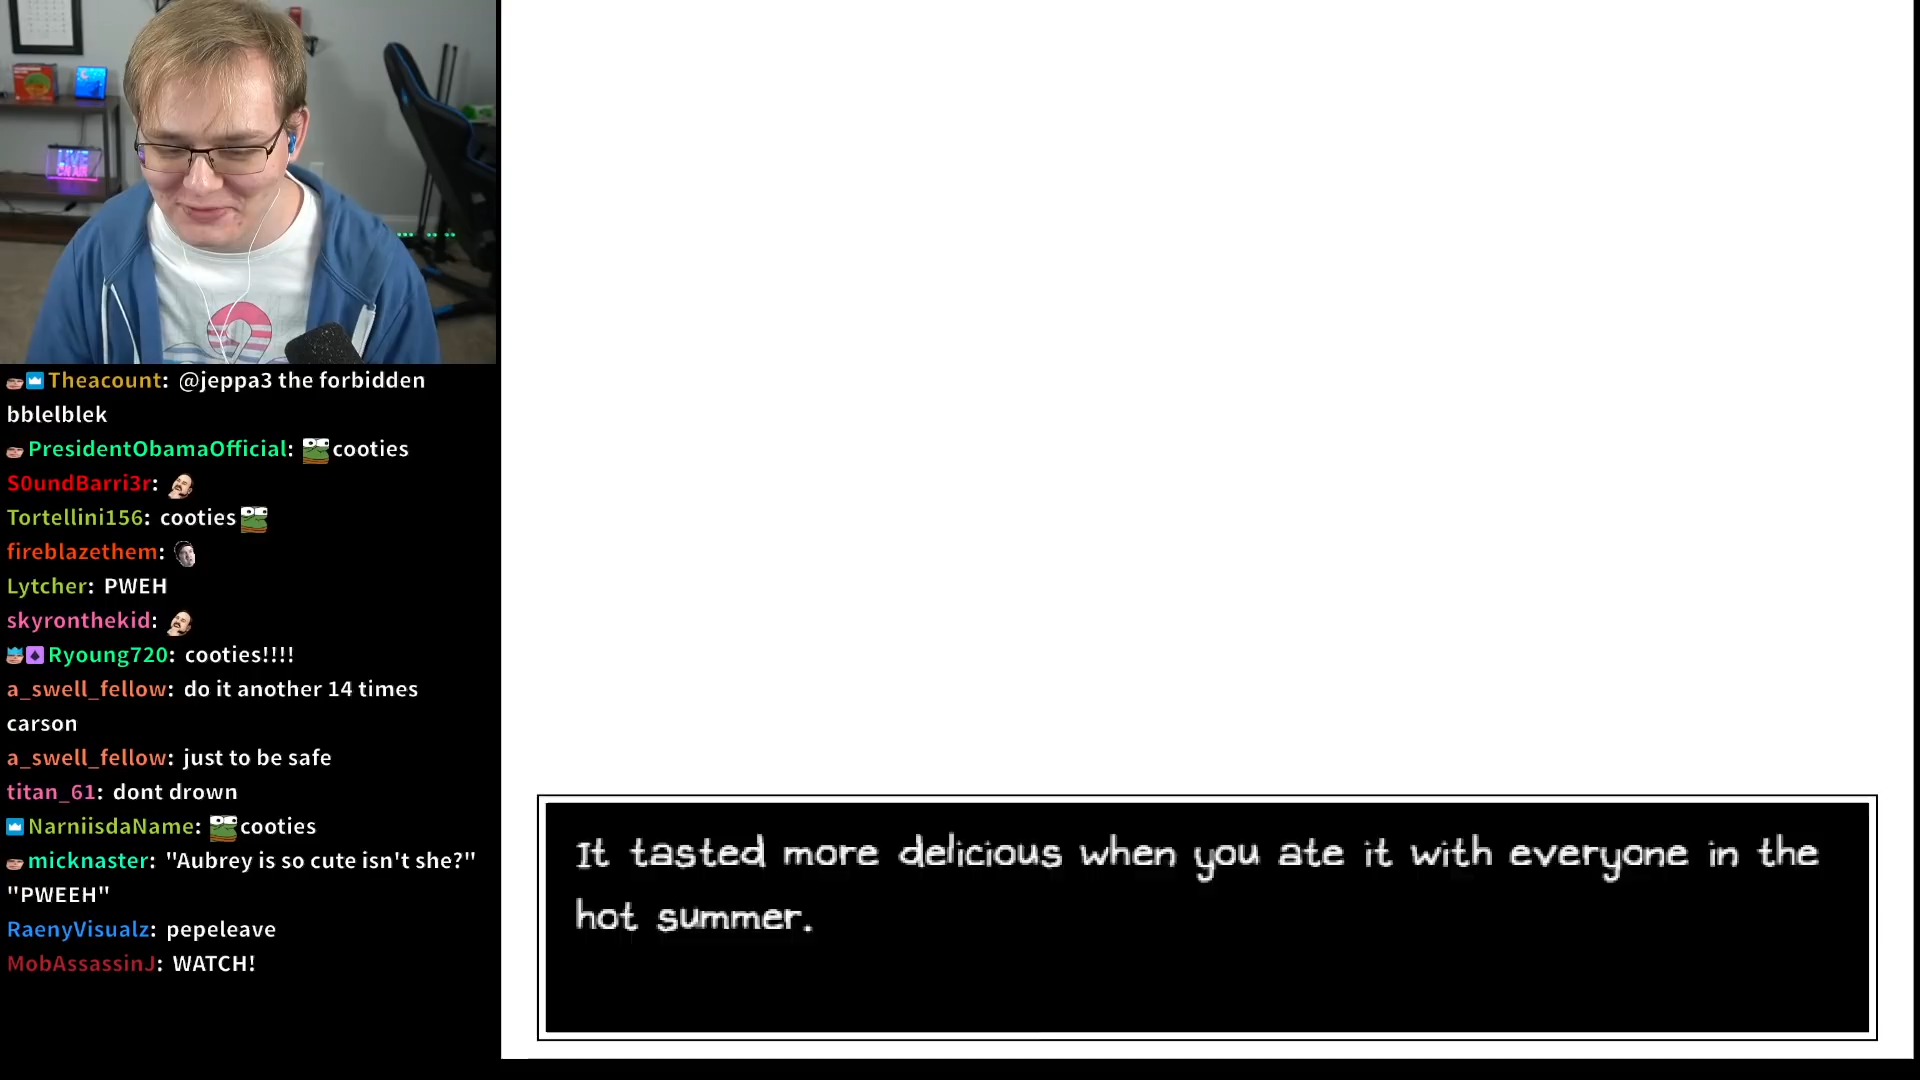 LIVE
ON AIR
Theacount: @jeppa3 the forbidden
bblelblek
PresidentObamaOfficial: cooties
S0undBarri3r:
Tortellini156: cooties
fireblazethem:
Lytcher: PWEH
skyronthekid:
Ryoung720: cooties!!!!
a_swell_fellow: do it another 14 times
carson
a_swell_fellow: just to be safe
titan_61: dont drown
NarniisdaName: cooties
micknaster: "Aubrey is so cute isn't she?"
"PWEEH"
RaenyVisualz: pepeleave
MobAssassinJ: WATCH!
It tasted more delicious when you ate it with everyone in the
hot summer.